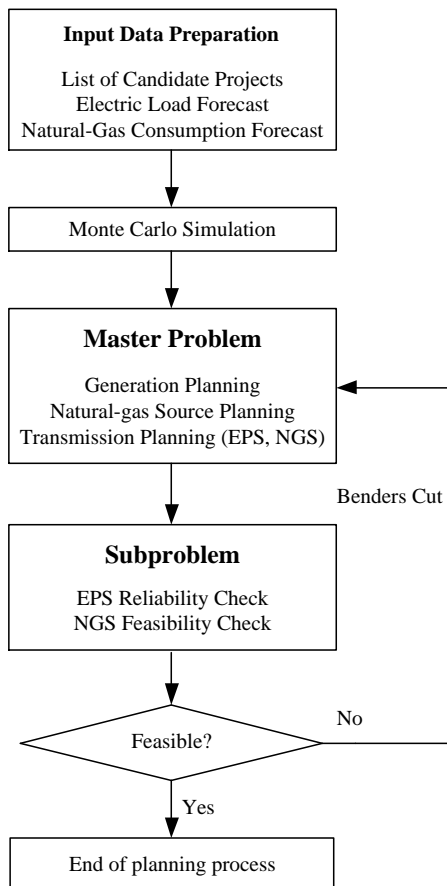 Input Data Preparation
List of Candidate Projects
Electric Load Forecast
Natural-Gas Consumption Forecast
Monte Carlo Simulation
Master Problem
Generation Planning
Natural-gas Source Planning
Transmission Planning (EPS, NGS)
Benders Cut
Subproblem
EPS Reliability Check
NGS Feasibility Check
Feasible?
No
Yes
End of planning process